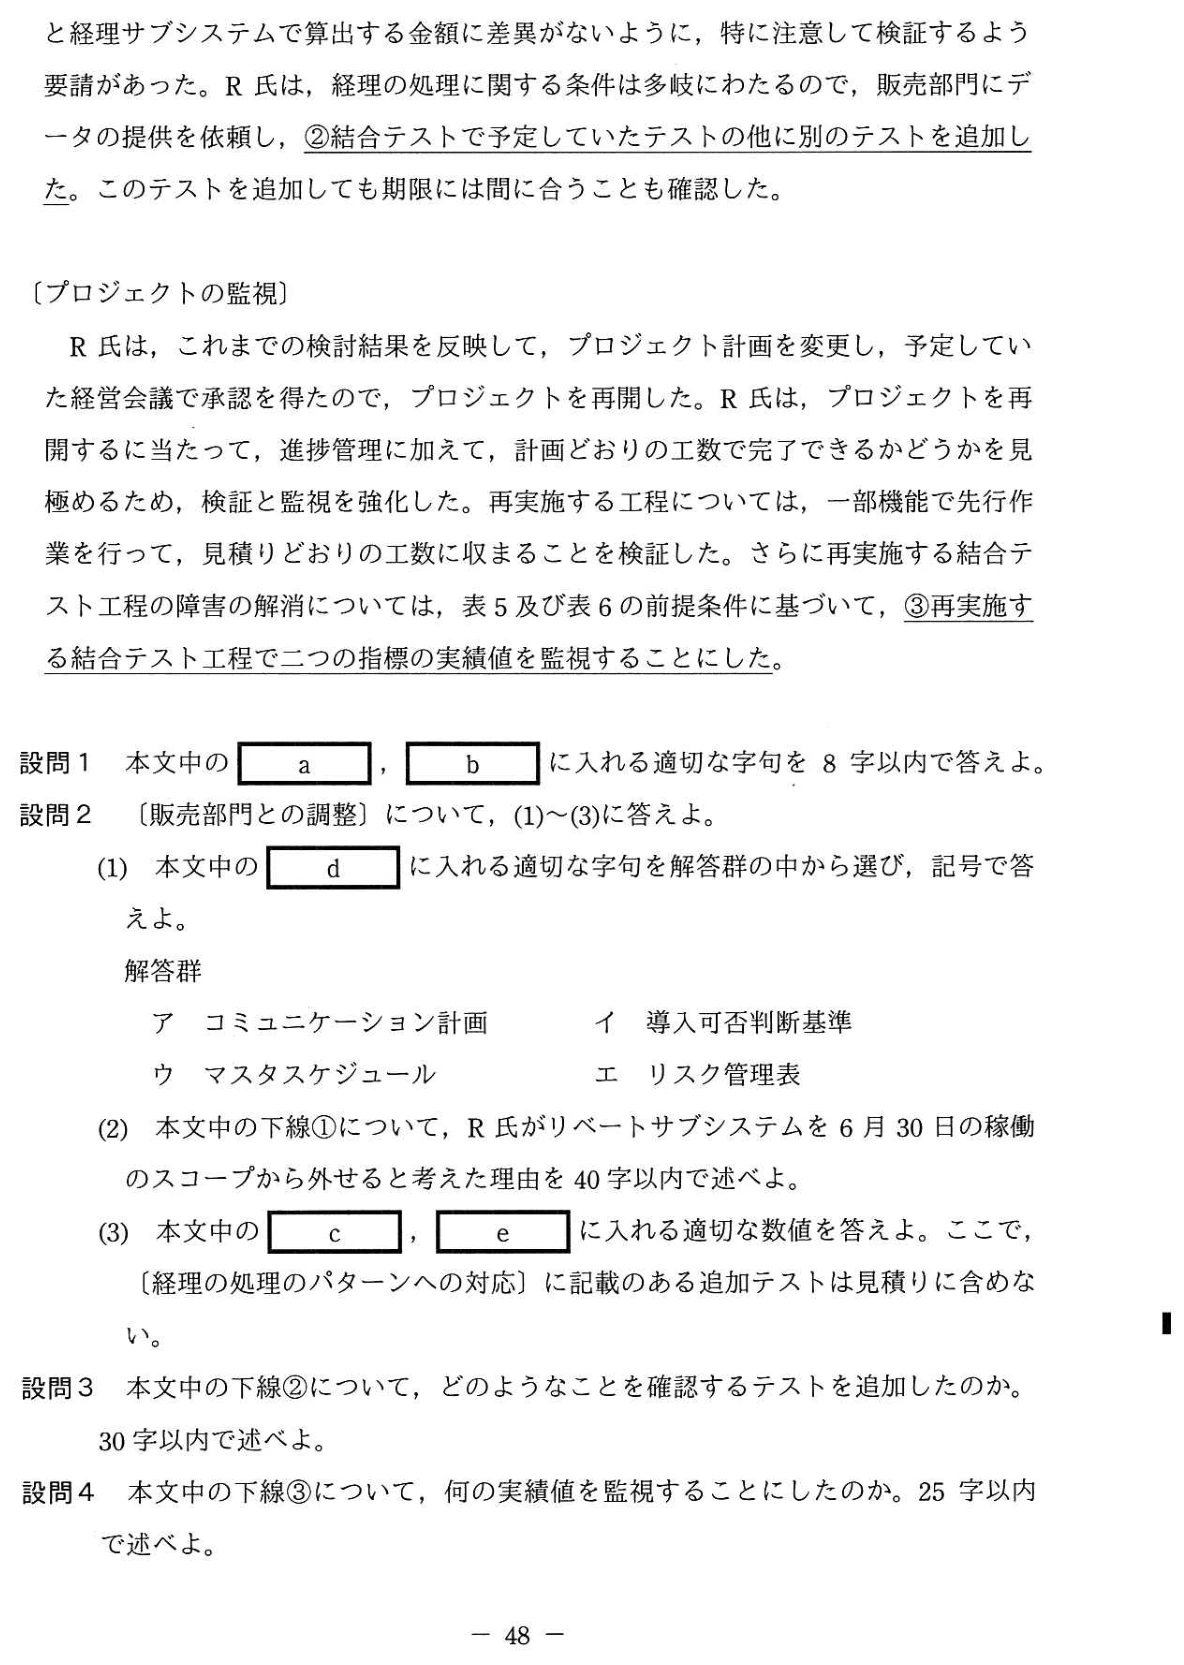 と経理サブシステムで算出する金額に差異がないように，特に注意して検証するよう
要請があった。R 氏は，経理の処理に関する条件は多岐にわたるので，販売部門にデ
ータの提供を依頼し，②結合テストで予定していたテストの他に別のテストを追加し
た。このテストを追加しても期限には間に合うことも確認した。
〔プロジェクトの監視〕
R 氏は，これまでの検討結果を反映して，プロジェクト計画を変更し，予定してい
た経営会議で承認を得たので，プロジェクトを再開した。R 氏は，プロジェクトを再
開するに当たって，進捗管理に加えて，計画どおりの工数で完了できるかどうかを見
極めるため，検証と監視を強化した。再実施する工程については，一部機能で先行作
業を行って，見積りどおりの工数に収まることを検証した。さらに再実施する結合テ
スト工程の障害の解消については，表 5 及び表 6 の前提条件に基づいて，③再実施す
る結合テスト工程で二つの指標の実績値を監視することにした。
設問1 本文中の a ， b に入れる適切な字句を 8 字以内で答えよ。
設問2 〔販売部門との調整〕について，(1)～(3)に答えよ。
(1) 本文中の d に入れる適切な字句を解答群の中から選び，記号で答
えよ。
解答群
ア コミュニケーション計画 イ 導入可否判断基準
ウ マスタスケジュール エ リスク管理表
(2) 本文中の下線①について，R 氏がリベートサブシステムを 6 月 30 日の稼働
のスコープから外せると考えた理由を 40 字以内で述べよ。
(3) 本文中の c ， e に入れる適切な数値を答えよ。ここで，
〔経理の処理のパターンへの対応〕に記載のある追加テストは見積りに含めな
い。
設問3 本文中の下線②について，どのようなことを確認するテストを追加したのか。
30 字以内で述べよ。
設問4 本文中の下線③について，何の実績値を監視することにしたのか。25 字以内
で述べよ。
－ 48 －